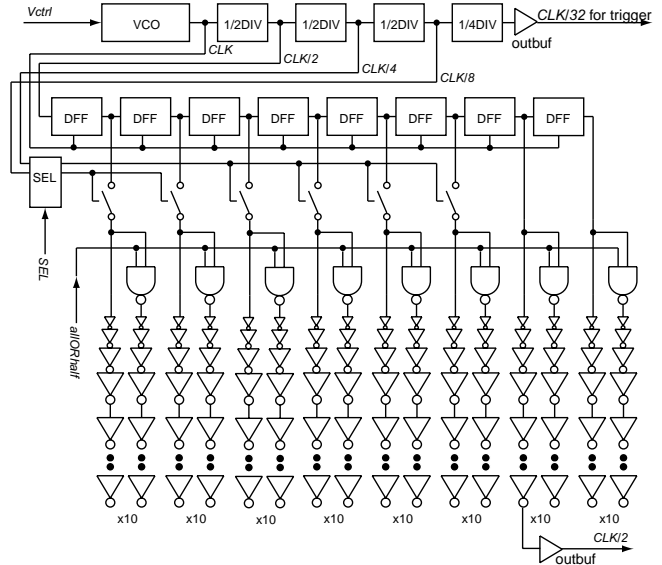 Vctrl
VCO
1/2DIV
1/2DIV
1/2DIV
1/4DIV
CLK/32 for trigger
outbuf
CLK
CLK/2
CLK/4
CLK/8
DFF
DFF
DFF
DFF
DFF
DFF
DFF
DFF
SEL
SEL
allORhalf
x10
x10
x10
x10
x10
x10
x10
x10
CLK/2
outbuf